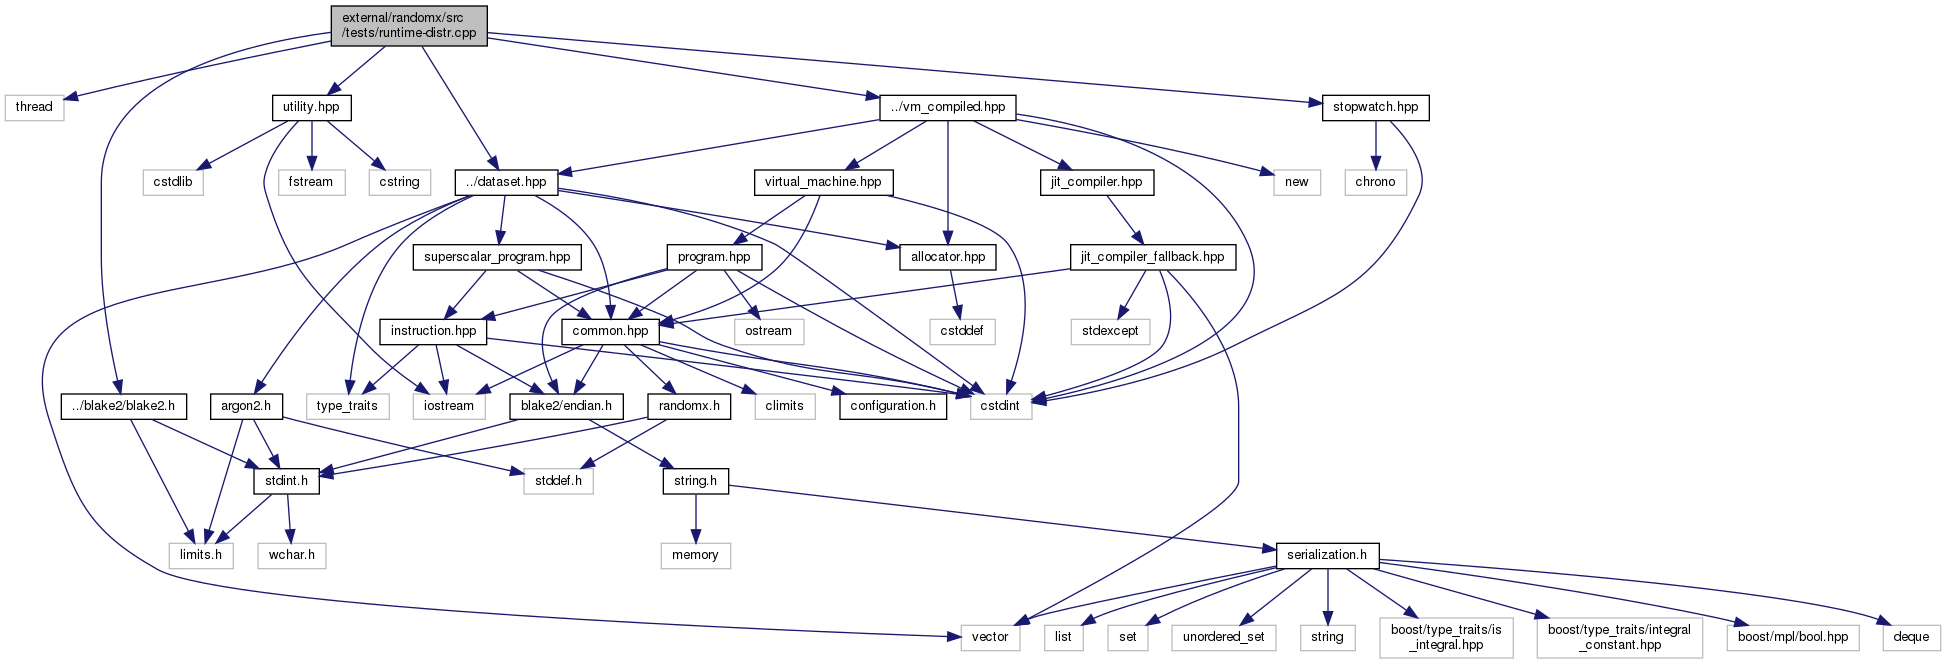 external/randomx/src
/tests/runtime-distr.cpp
thread
utility.hpp
../vm_compiled.hpp
stopwatch.hpp
cstdlib
fstream
cstring
../dataset.hpp
virtual_machine.hpp
jit_compiler.hpp
new
chrono
superscalar_program.hpp
program.hpp
allocator.hpp
jit_compiler_fallback.hpp
instruction.hpp
common.hpp
ostream
cstddef
stdexcept
../blake2/blake2.h
argon2.h
type_traits
iostream
blake2/endian.h
randomx.h
climits
configuration.h
cstdint
stdint.h
stddef.h
string.h
limits.h
wchar.h
memory
serialization.h
vector
list
set
unordered_set
string
boost/type_traits/is
_integral.hpp
boost/type_traits/integral
_constant.hpp
boost/mpl/bool.hpp
deque